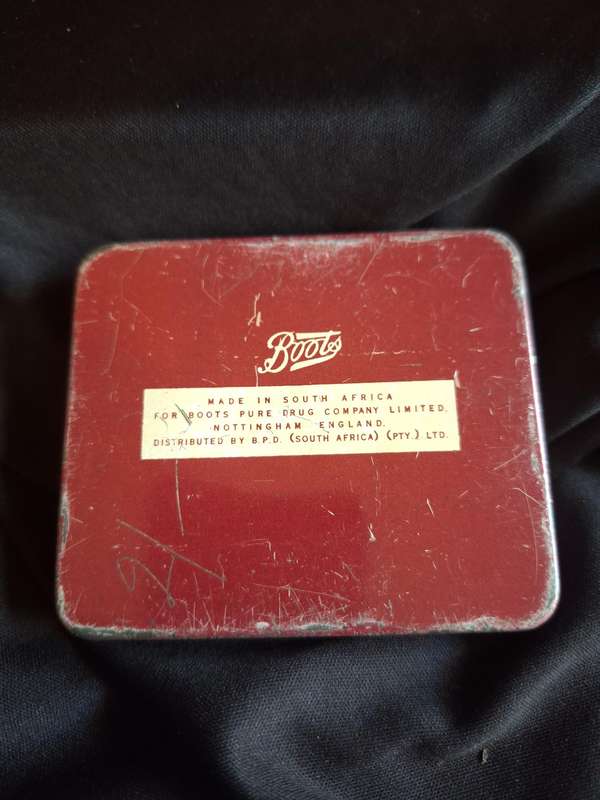 Boots
MADE IN SOUTH AFRICA
FOR BOOTS PURE DRUG COMPANY LIMITED.
NOTTINGHAM ENGLAND.
DISTRIBUTED BY B.P.D. (SOUTH AFRICA) (PTY.) LTD.